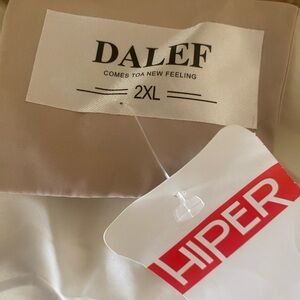 DALEF
COMES TOA NEW FEELING
2XL
HIPER